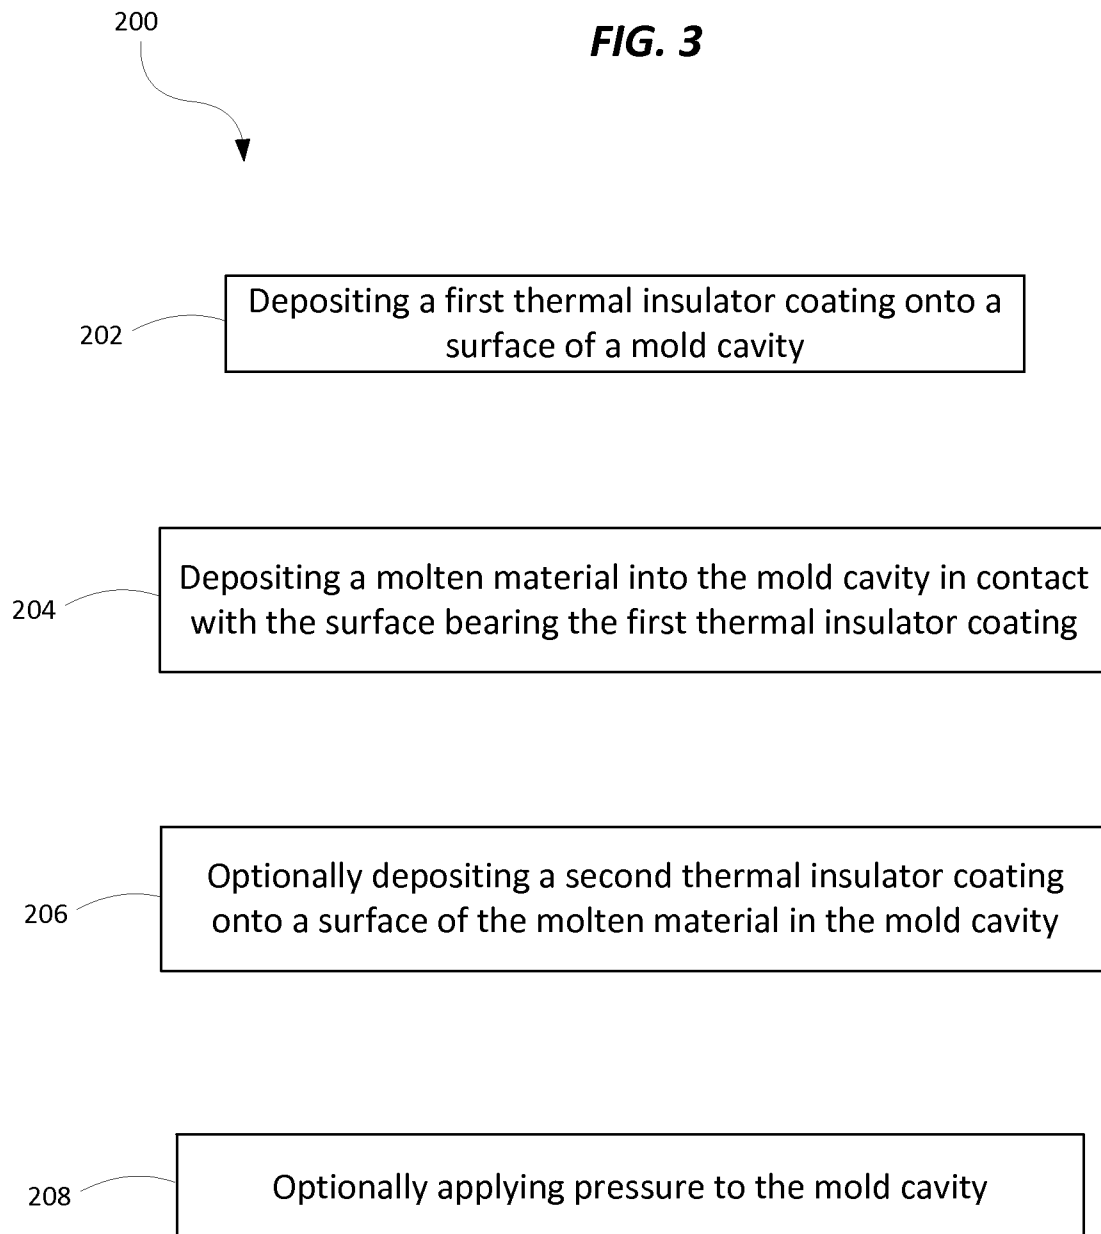 200
FIG. 3
202
Depositing a first thermal insulator coating onto a
surface of a mold cavity
204
Depositing a molten material into the mold cavity in contact
with the surface bearing the first thermal insulator coating
206
Optionally depositing a second thermal insulator coating
onto a surface of the molten material in the mold cavity
208
Optionally applying pressure to the mold cavity